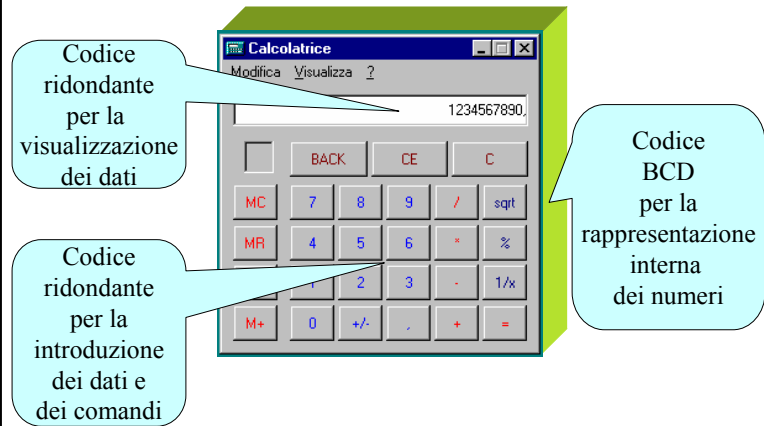 Codice
ridondante
per la
visualizzazione
dei dati
Calcolatrice
Modifica Visualizza ?
1234567890,
BACK CE C
MC 7 8 9 / sqrt
MR 4 5 6 * %
1 2 3 - 1/x
M+ 0 +/- , + =
Codice
ridondante
per la
introduzione
dei dati e
dei comandi
Codice
BCD
per la
rappresentazione
interna
dei numeri